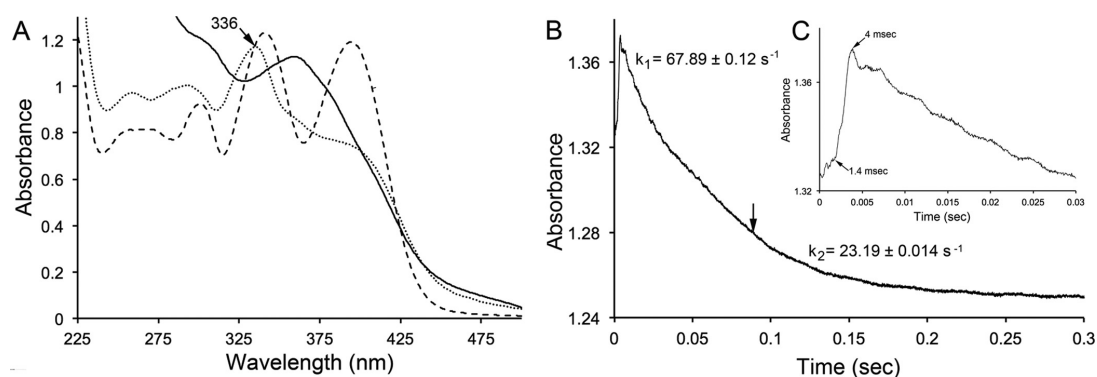 A
336
1.2
1
0.8
0.6
0.4
0.2
0
Absorbance
225 275 325 375 425 475
Wavelength (nm)
B
k1= 67.89 ± 0.12 s-1
1.36
1.32
1.28
1.24
Absorbance
k2= 23.19 ± 0.014 s-1
0 0.05 0.1 0.15 0.2 0.25 0.3
Time (sec)
C
4 msec
1.36
1.32
Absorbance
1.4 msec
0 0.005 0.01 0.015 0.02 0.025 0.03
Time (sec)